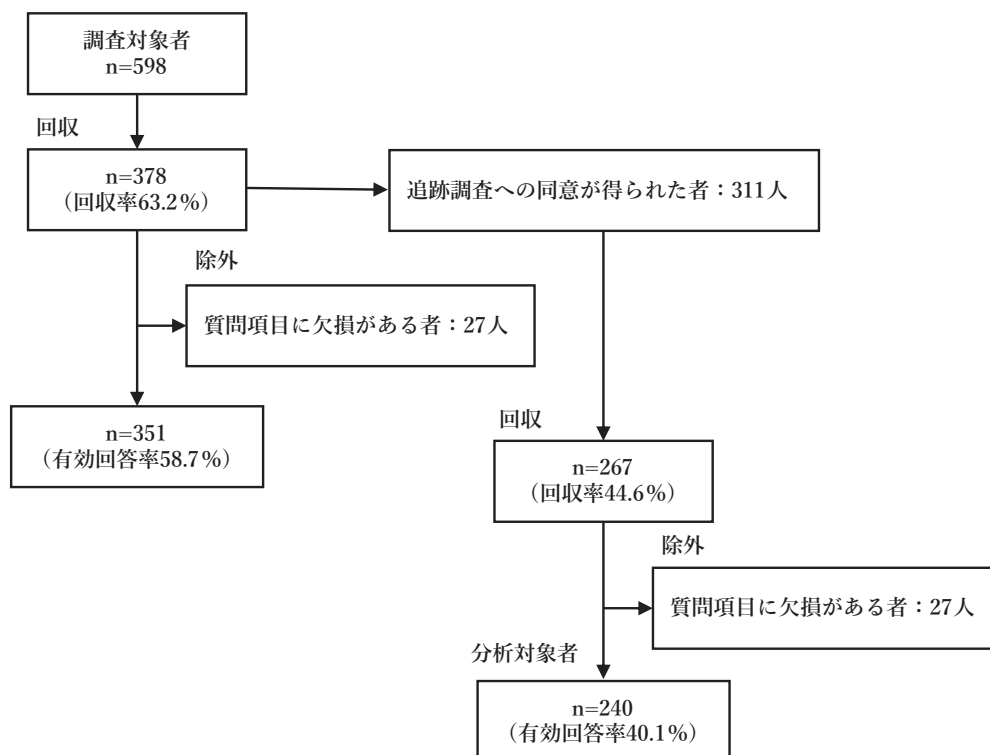 調査対象者
n=598
回収
n=378
（回収率63.2％）
追跡調査への同意が得られた者：311人
除外
質問項目に欠損がある者：27人
n=351
（有効回答率58.7％）
回収
n=267
（回収率44.6％）
除外
質問項目に欠損がある者：27人
分析対象者
n=240
（有効回答率40.1％）